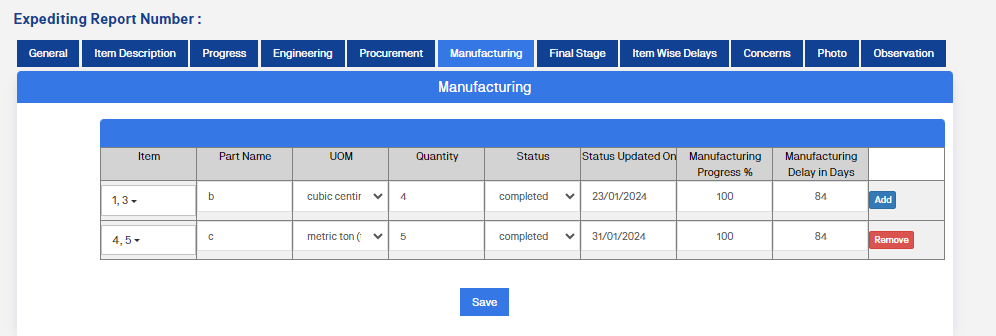 Expediting Report Number :
General Item Description Progress Engineering Procurement Manufacturing Final Stage Item Wise Delays Concerns Photo Observation
Manufacturing
Item Part Name UOM Quantity Status Status Updated On Manufacturing Progress % Manufacturing Delay in Days
1, 3 b cubic centir 4 completed 23/01/2024 100 84 Add
4, 5 c metric ton (t 5 completed 31/01/2024 100 84 Remove
Save